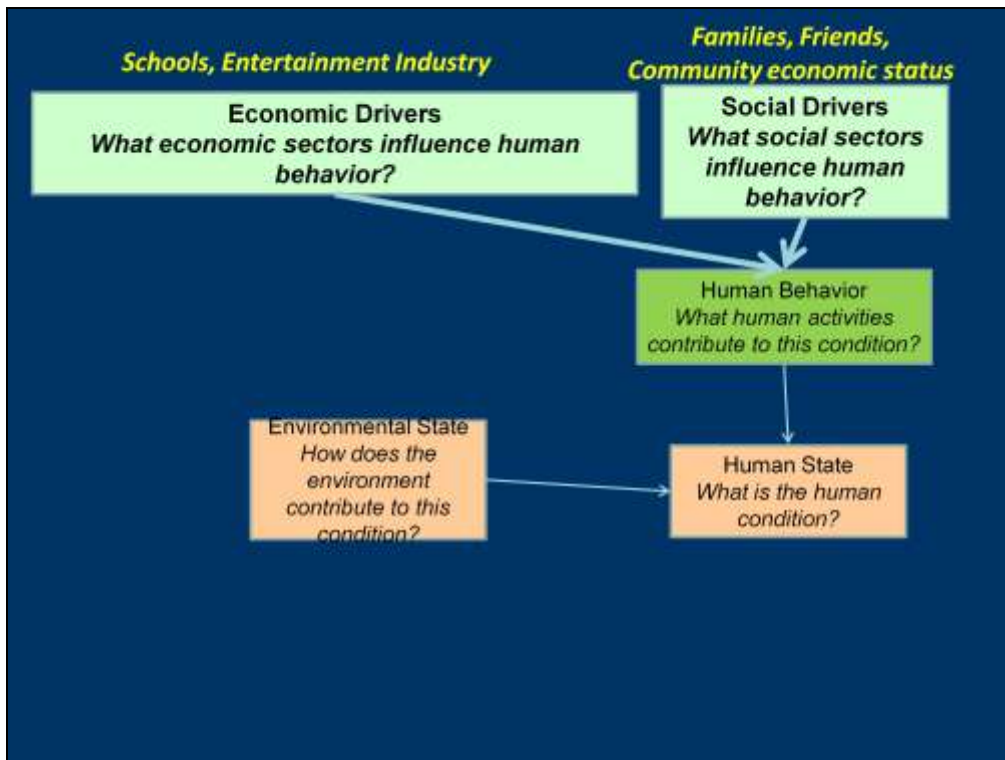 Schools, Entertainment Industry
Families, Friends,
Community economic status
Economic Drivers
What economic sectors influence human
behavior?
Social Drivers
What social sectors
influence human
behavior?
Human Behavior
What human activities
contribute to this condition?
Environmental State
How does the
environment
contribute to this
condition?
Human State
What is the human
condition?